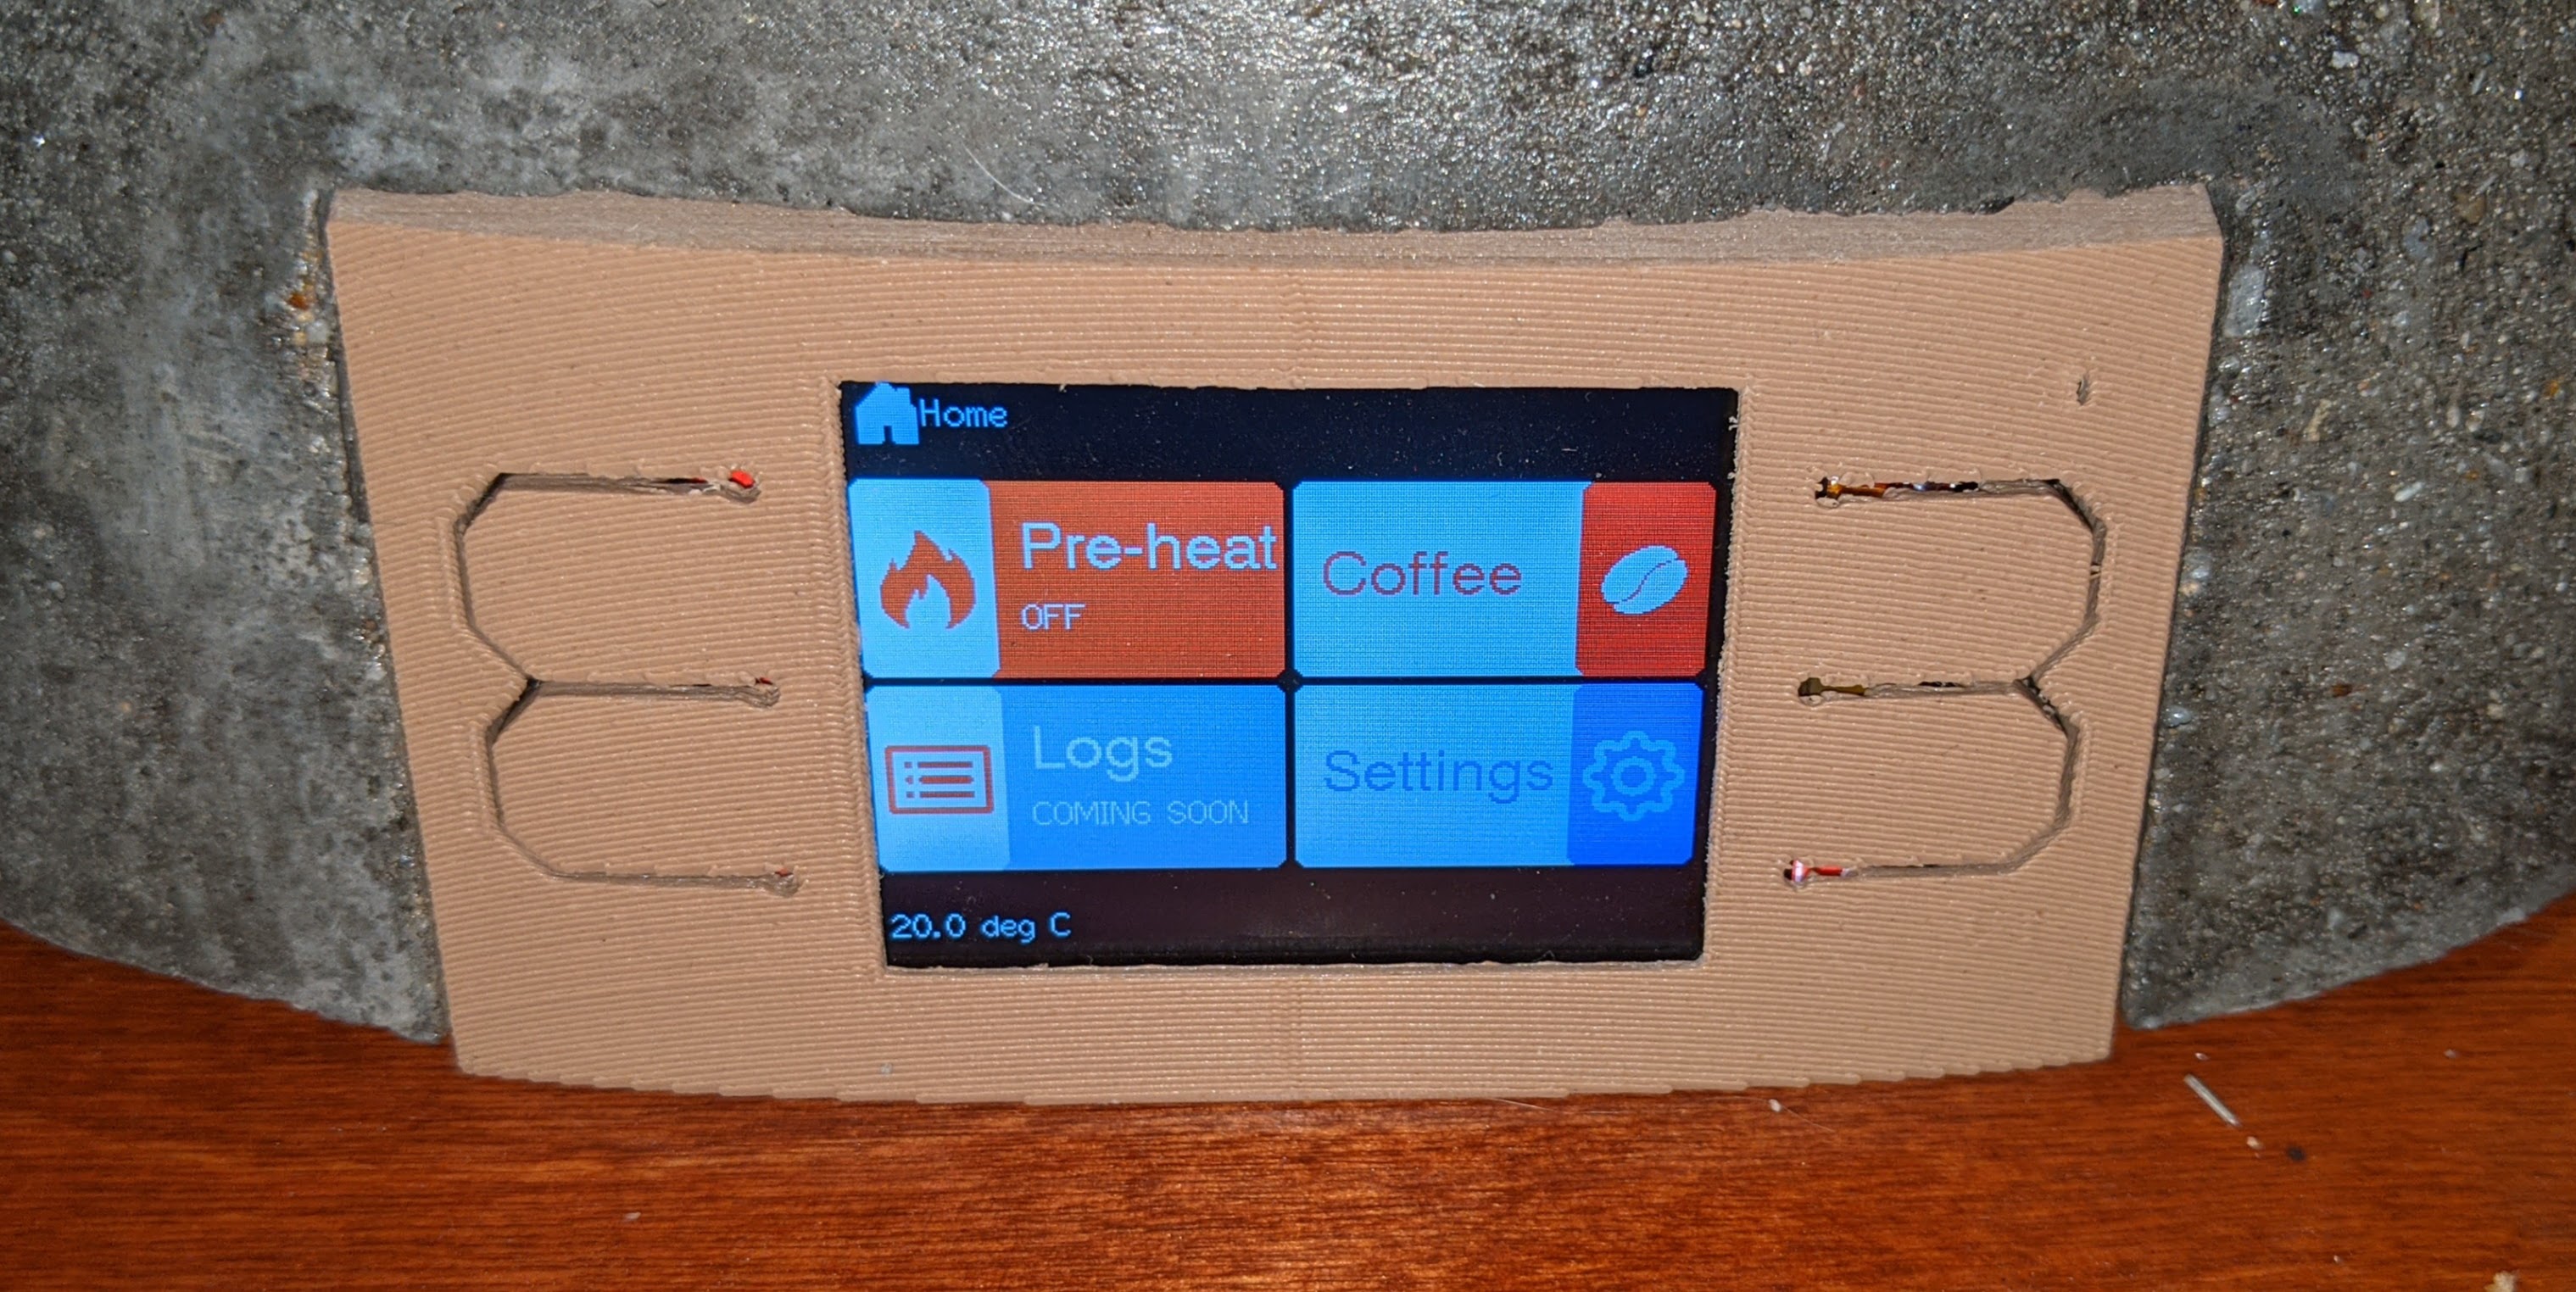 Home
Pre-heat
OFF
Coffee
Logs
COMING SOON
Settings
20.0 deg C